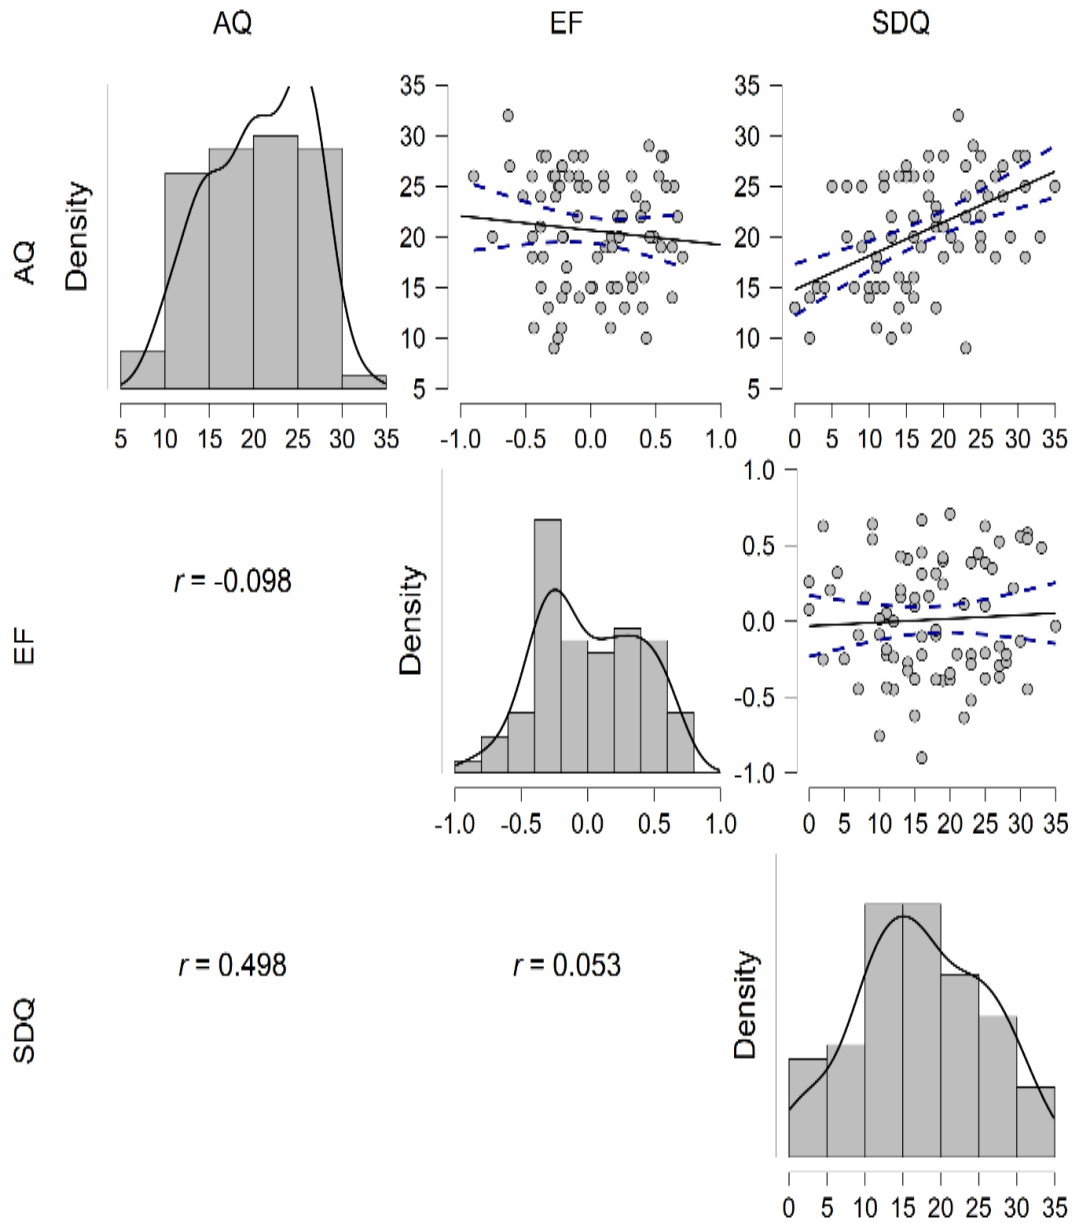 AQ EF SDQ
AQ
Density
5 10 15 20 25 30 35
35
30
25
20
15
10
5
-1.0 -0.5 0.0 0.5 1.0
35
30
25
20
15
10
5
0 5 10 15 20 25 30 35
EF
r = -0.098
Density
-1.0 -0.5 0.0 0.5 1.0
1.0
0.5
0.0
-0.5
-1.0
0 5 10 15 20 25 30 35
SDQ
r = 0.498
r = 0.053
Density
0 5 10 15 20 25 30 35